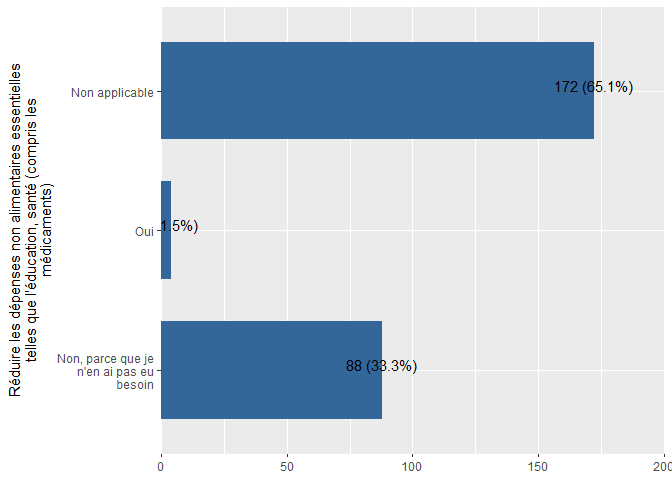 Réduire les dépenses non alimentaires essentielles
telles que l'éducation, santé (compris les
médicaments)
Non applicable
172 (65.1%)
Oui
1.5%)
Non, parce que je
n'en ai pas eu
besoin
88 (33.3%)
0
50
100
150
200